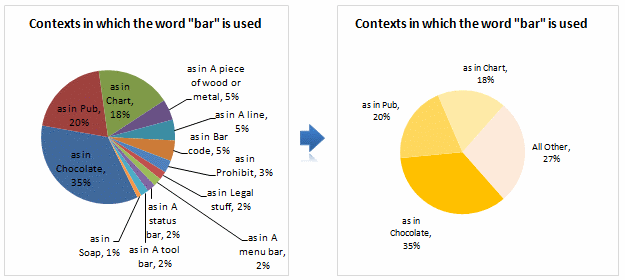 Contexts in which the word "bar" is used
as in Chart, 18%
as in A piece of wood or metal, 5%
as in A line, 5%
as in Bar code, 5%
as in Prohibit, 3%
as in Legal stuff, 2%
as in A menu bar, 2%
as in A status bar, 2%
as in A tool bar, 2%
as in Soap, 1%
as in Chocolate, 35%
as in Pub, 20%
Contexts in which the word "bar" is used
as in Chart, 18%
All Other, 27%
as in Chocolate, 35%
as in Pub, 20%